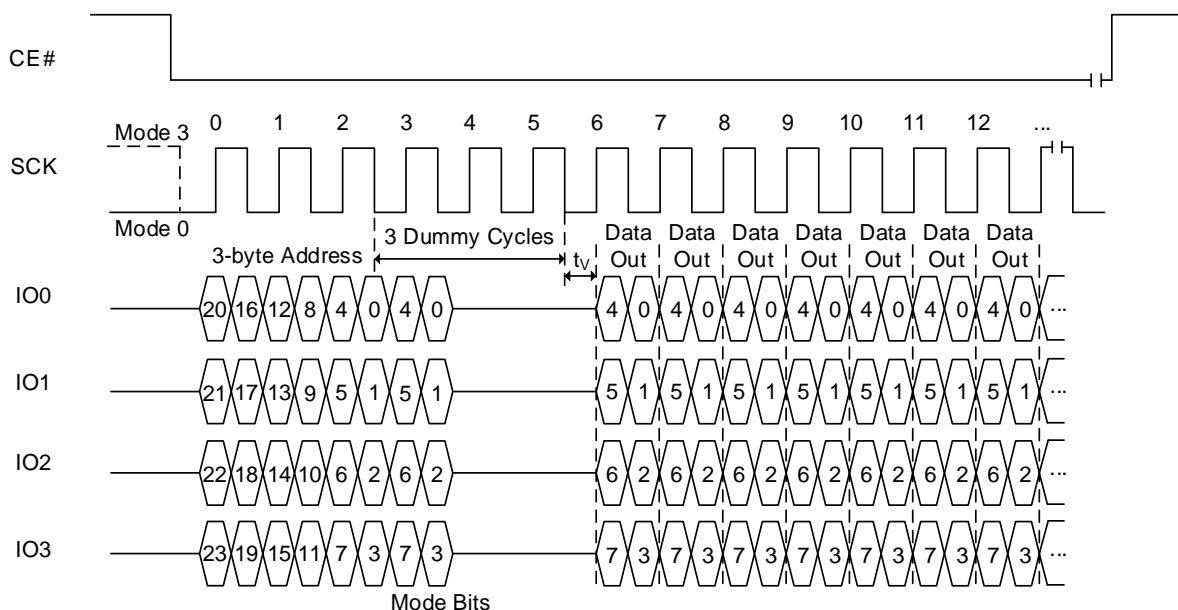 CE#
Mode 3 0 1 2 3 4 5 6 7 8 9 10 11 12 ...
SCK
Mode 0
3-byte Address 3 Dummy Cycles tV Data Out Data Out Data Out Data Out Data Out Data Out Data Out
IO0 20 16 12 8 4 0 4 0 4 0 4 0 4 0 4 0 4 0 4 0 4 0 ...
IO1 21 17 13 9 5 1 5 1 5 1 5 1 5 1 5 1 5 1 5 1 5 1 ...
IO2 22 18 14 10 6 2 6 2 6 2 6 2 6 2 6 2 6 2 6 2 6 2 ...
IO3 23 19 15 11 7 3 7 3 7 3 7 3 7 3 7 3 7 3 7 3 7 3 ...
Mode Bits